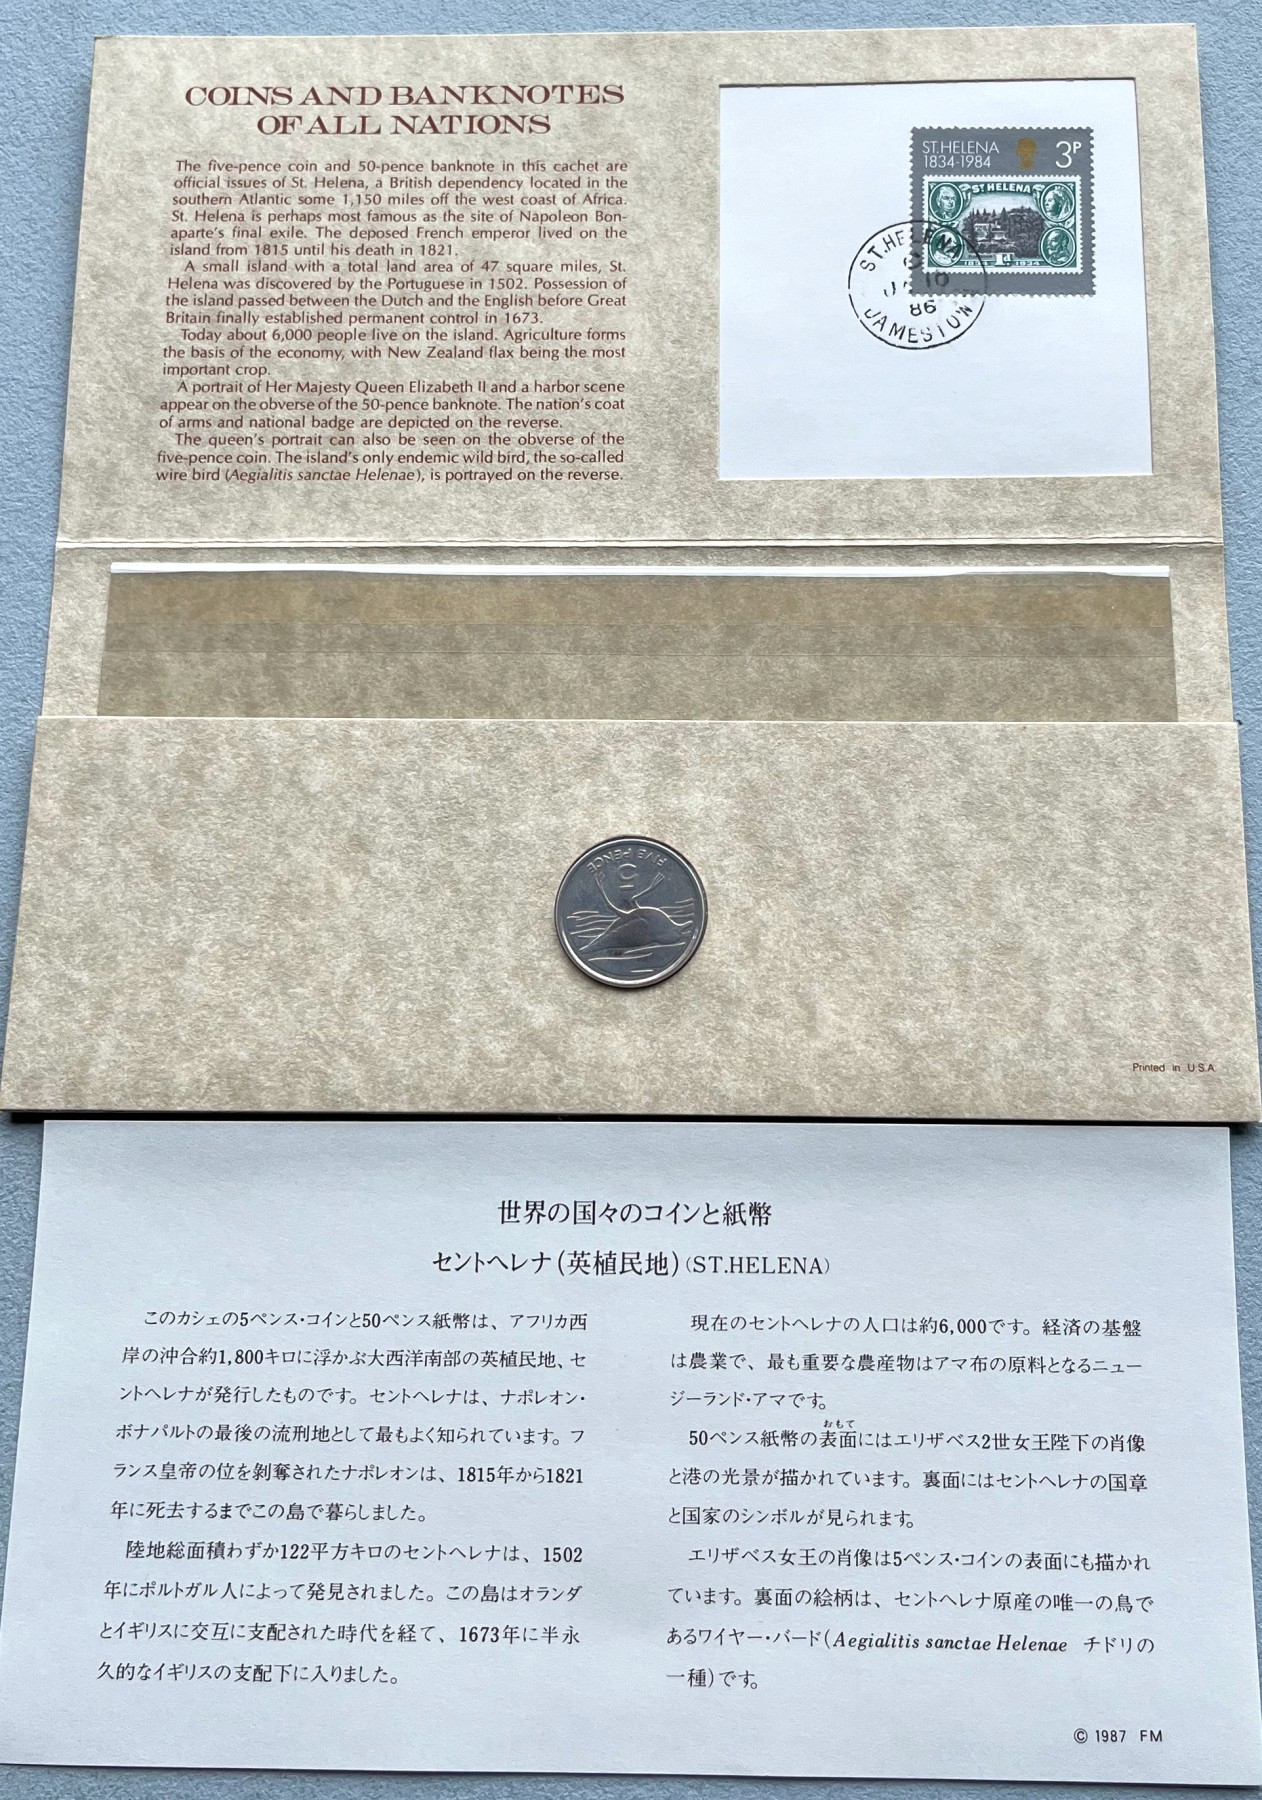 COINS AND BANKNOTES
OF ALL NATIONS
The five-pence coin and 50-pence banknote in this cachet are
official issues of St. Helena, a British dependency located in the
southern Atlantic some 1,150 miles off the west coast of Africa.
St. Helena is perhaps most famous as the site of Napoleon Bon-
aparte's final exile. The deposed French emperor lived on the
island from 1815 until his death in 1821.
A small island with a total land area of 47 square miles, St.
Helena was discovered by the Portuguese in 1502. Possession of
the island passed between the Dutch and the English before Great
Britain finally established permanent control in 1673.
Today about 6,000 people live on the island. Agriculture forms
the basis of the economy, with New Zealand flax being the most
important crop.
A portrait of Her Majesty Queen Elizabeth II and a harbor scene
appear on the obverse of the 50-pence banknote. The nation's coat
of arms and national badge are depicted on the reverse.
The queen's portrait can also be seen on the obverse of the
five-pence coin. The island's only endemic wild bird, the so-called
wire bird (Aegialitis sanctae Helenae), is portrayed on the reverse.
ST.HELENA
1834-1984
3P
ST HELENA
1834 1d 1934
ST.HELENA
10
86
JAMESTOWN
FIVE PENCE
5
Printed in U.S.A.
世界の国々のコインと紙幣
セントヘレナ(英植民地)(ST.HELENA)
このカシェの5ペンス・コインと50ペンス紙幣は、アフリカ西
岸の沖合約1,800キロに浮かぶ大西洋南部の英植民地、セ
ントヘレナが発行したものです。セントヘレナは、ナポレオン・
ボナパルトの最後の流刑地として最もよく知られています。フ
ランス皇帝の位を剝奪されたナポレオンは、1815年から1821
年に死去するまでこの島で暮らしました。
陸地総面積わずか122平方キロのセントヘレナは、1502
年にポルトガル人によって発見されました。この島はオランダ
とイギリスに交互に支配された時代を経て、1673年に半永
久的なイギリスの支配下に入りました。
現在のセントヘレナの人口は約6,000です。経済の基盤
は農業で、最も重要な農産物はアマ布の原料となるニュー
ジーランド・アマです。
おもて
50ペンス紙幣の表面にはエリザベス2世女王陛下の肖像
と港の光景が描かれています。裏面にはセントヘレナの国章
と国家のシンボルが見られます。
エリザベス女王の肖像は5ペンス・コインの表面にも描かれ
ています。裏面の絵柄は、セントヘレナ原産の唯一の鳥で
あるワイヤー・バード(Aegialitis sanctae Helenae チドリの
一種)です。
© 1987 FM